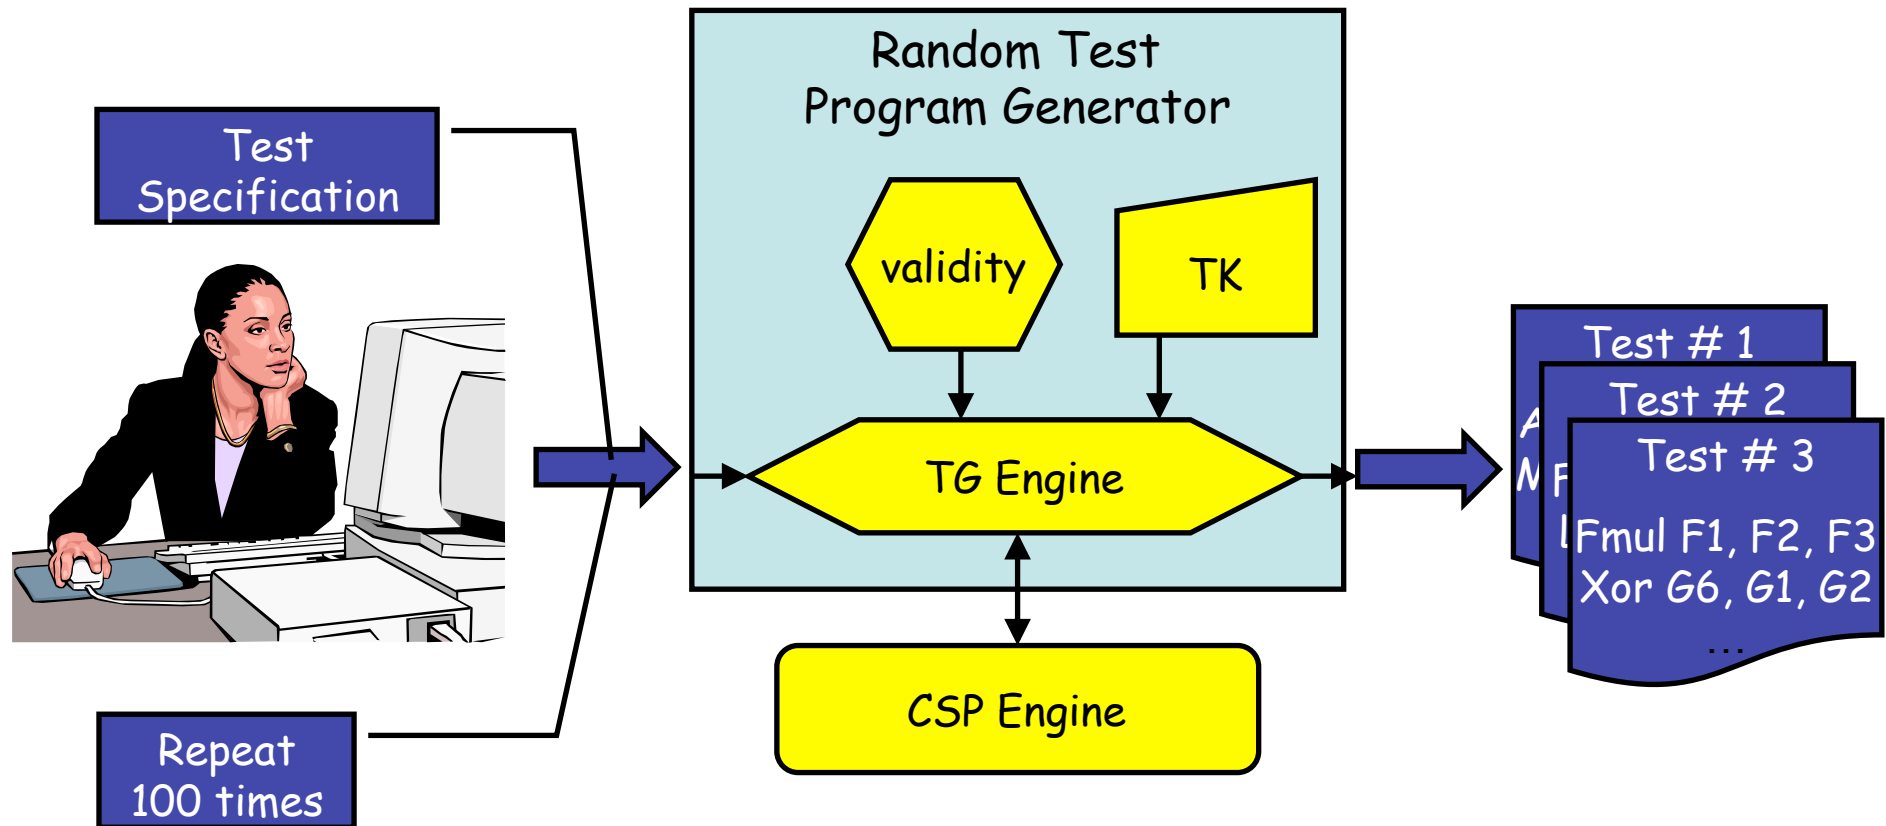 Random Test
Program Generator
Test
Specification
validity
TK
TG Engine
CSP Engine
Repeat
100 times
Test # 1
A
M
Test # 2
F
Test # 3
Fmul F1, F2, F3
Xor G6, G1, G2
...